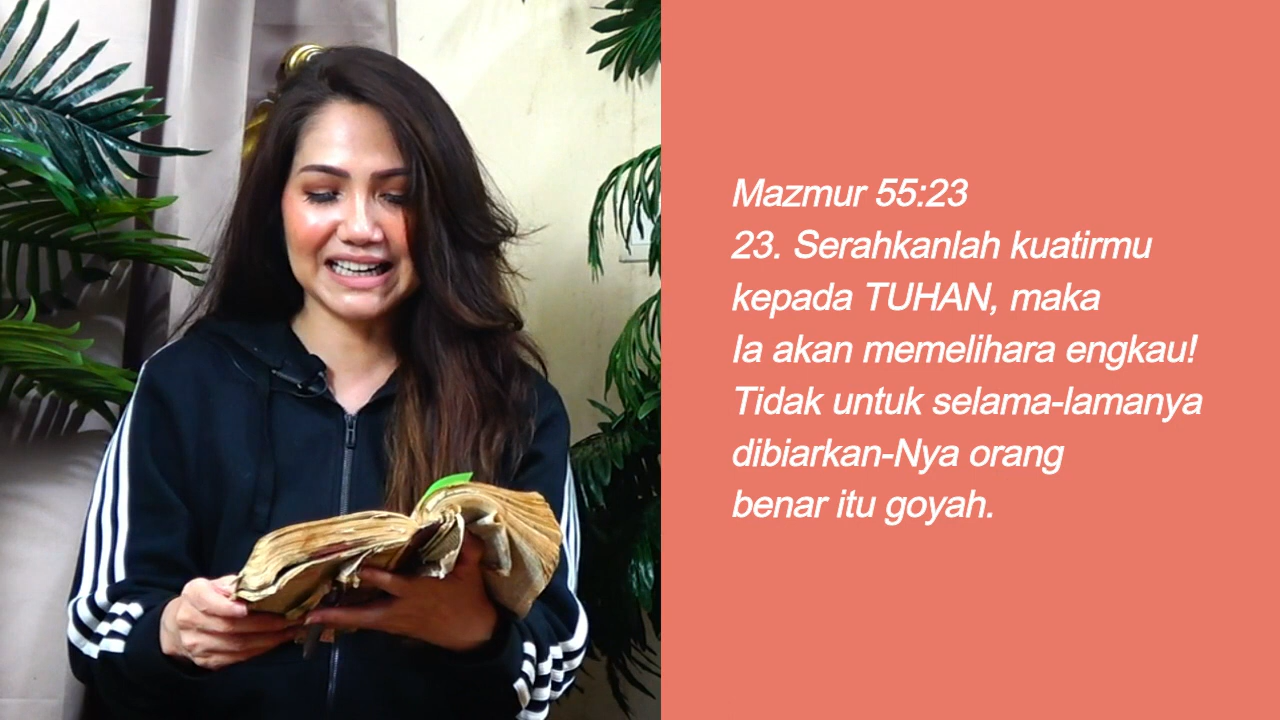 Mazmur 55:23
23. Serahkanlah kuatirmu
kepada TUHAN, maka
Ia akan memelihara engkau!
Tidak untuk selama-lamanya
dibiarkan-Nya orang
benar itu goyah.